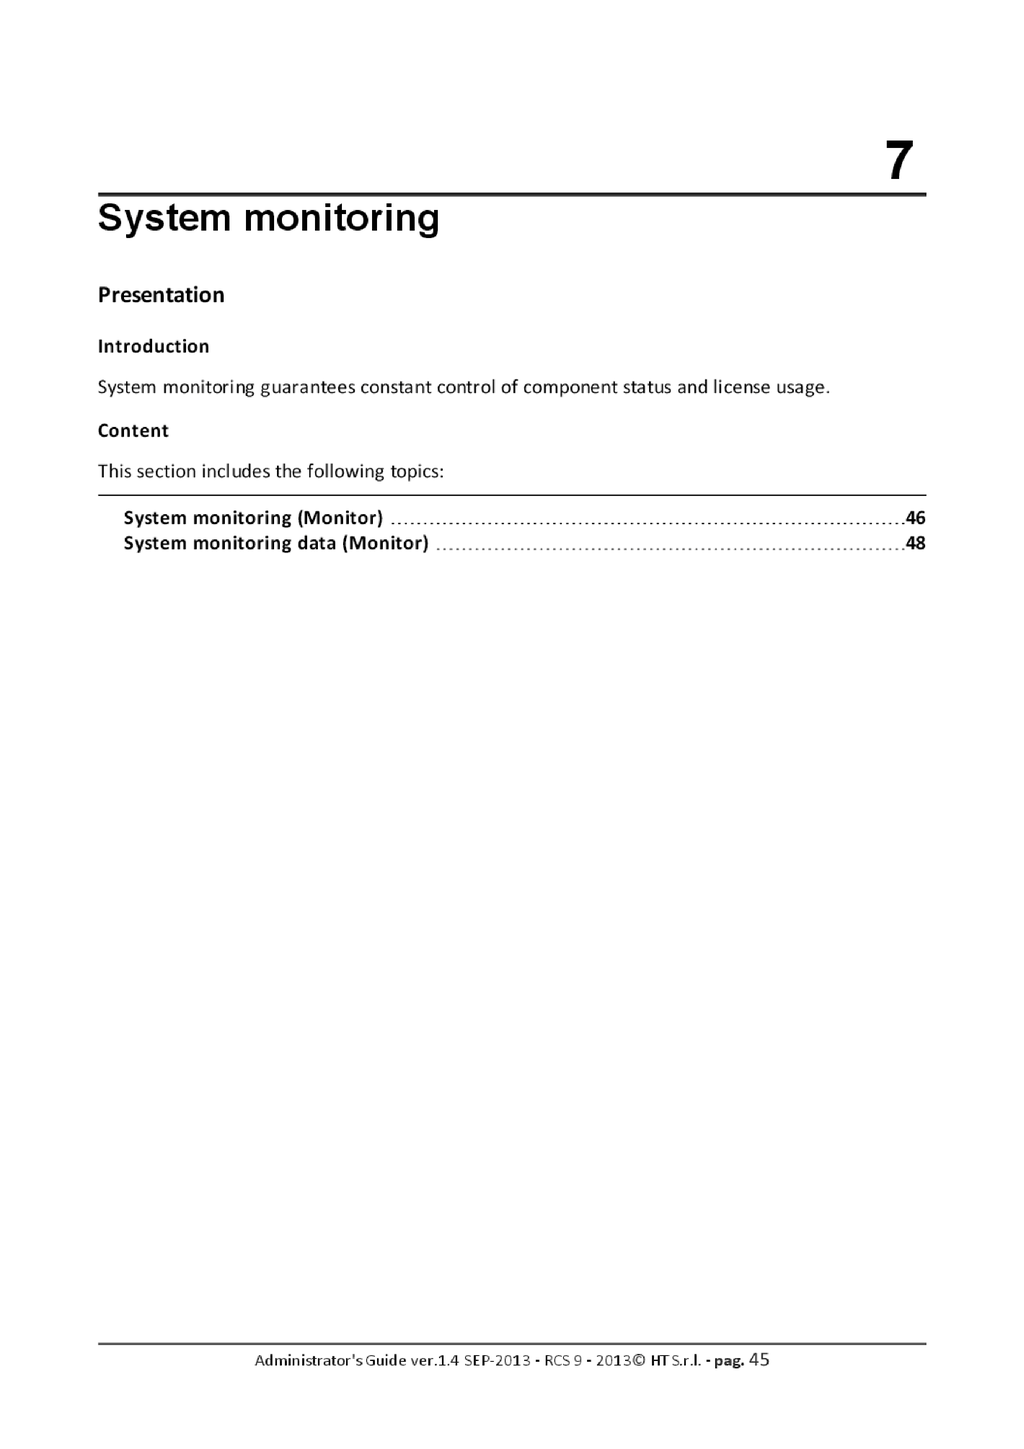 7
System monitoring
Presentation
Introduction
System monitoring guarantees constant control of component status and license usage.
Content
This section includes the following topics:
System monitoring (Monitor) 46
System monitoring data (Monitor) 48
Administrator's Guide ver.1.4 SEP-2013 - RCS 9 - 2013© HT S.r.l. - pag. 45